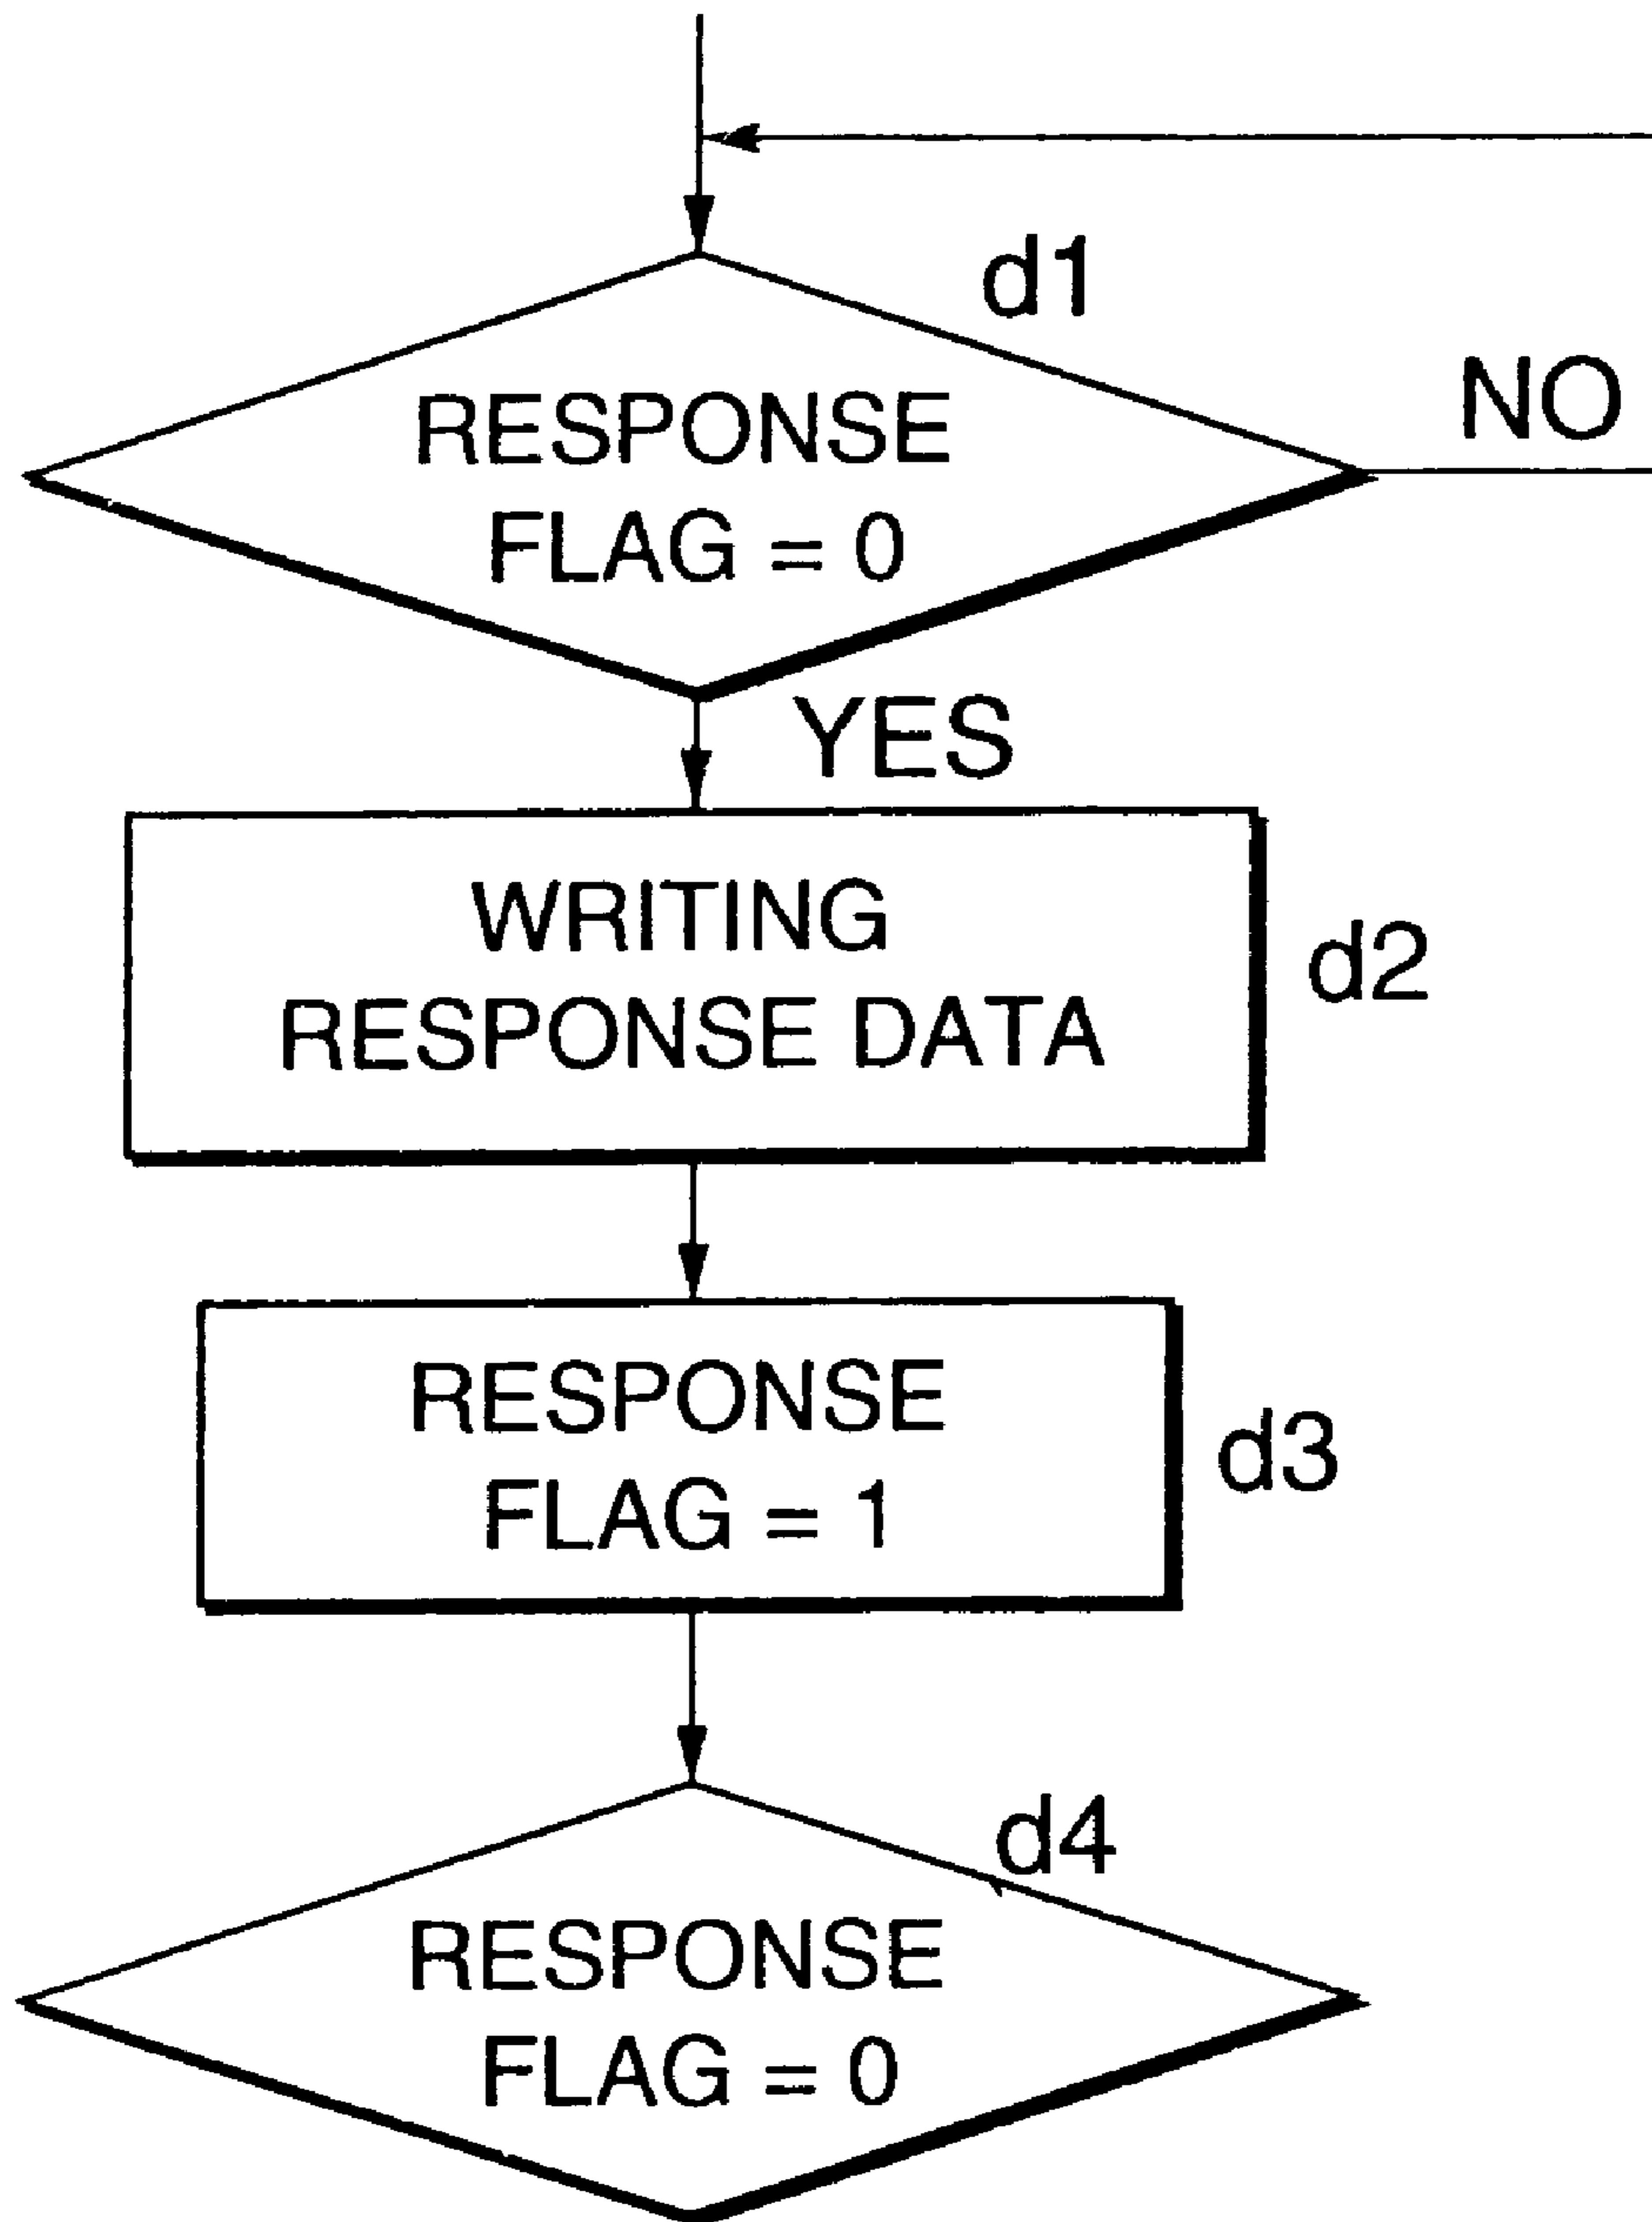 d1
NO
RESPONSE
FLAG = 0
YES
WRITING
RESPONSE DATA
d2
RESPONSE
FLAG = 1
d3
d4
RESPONSE
FLAG = 0